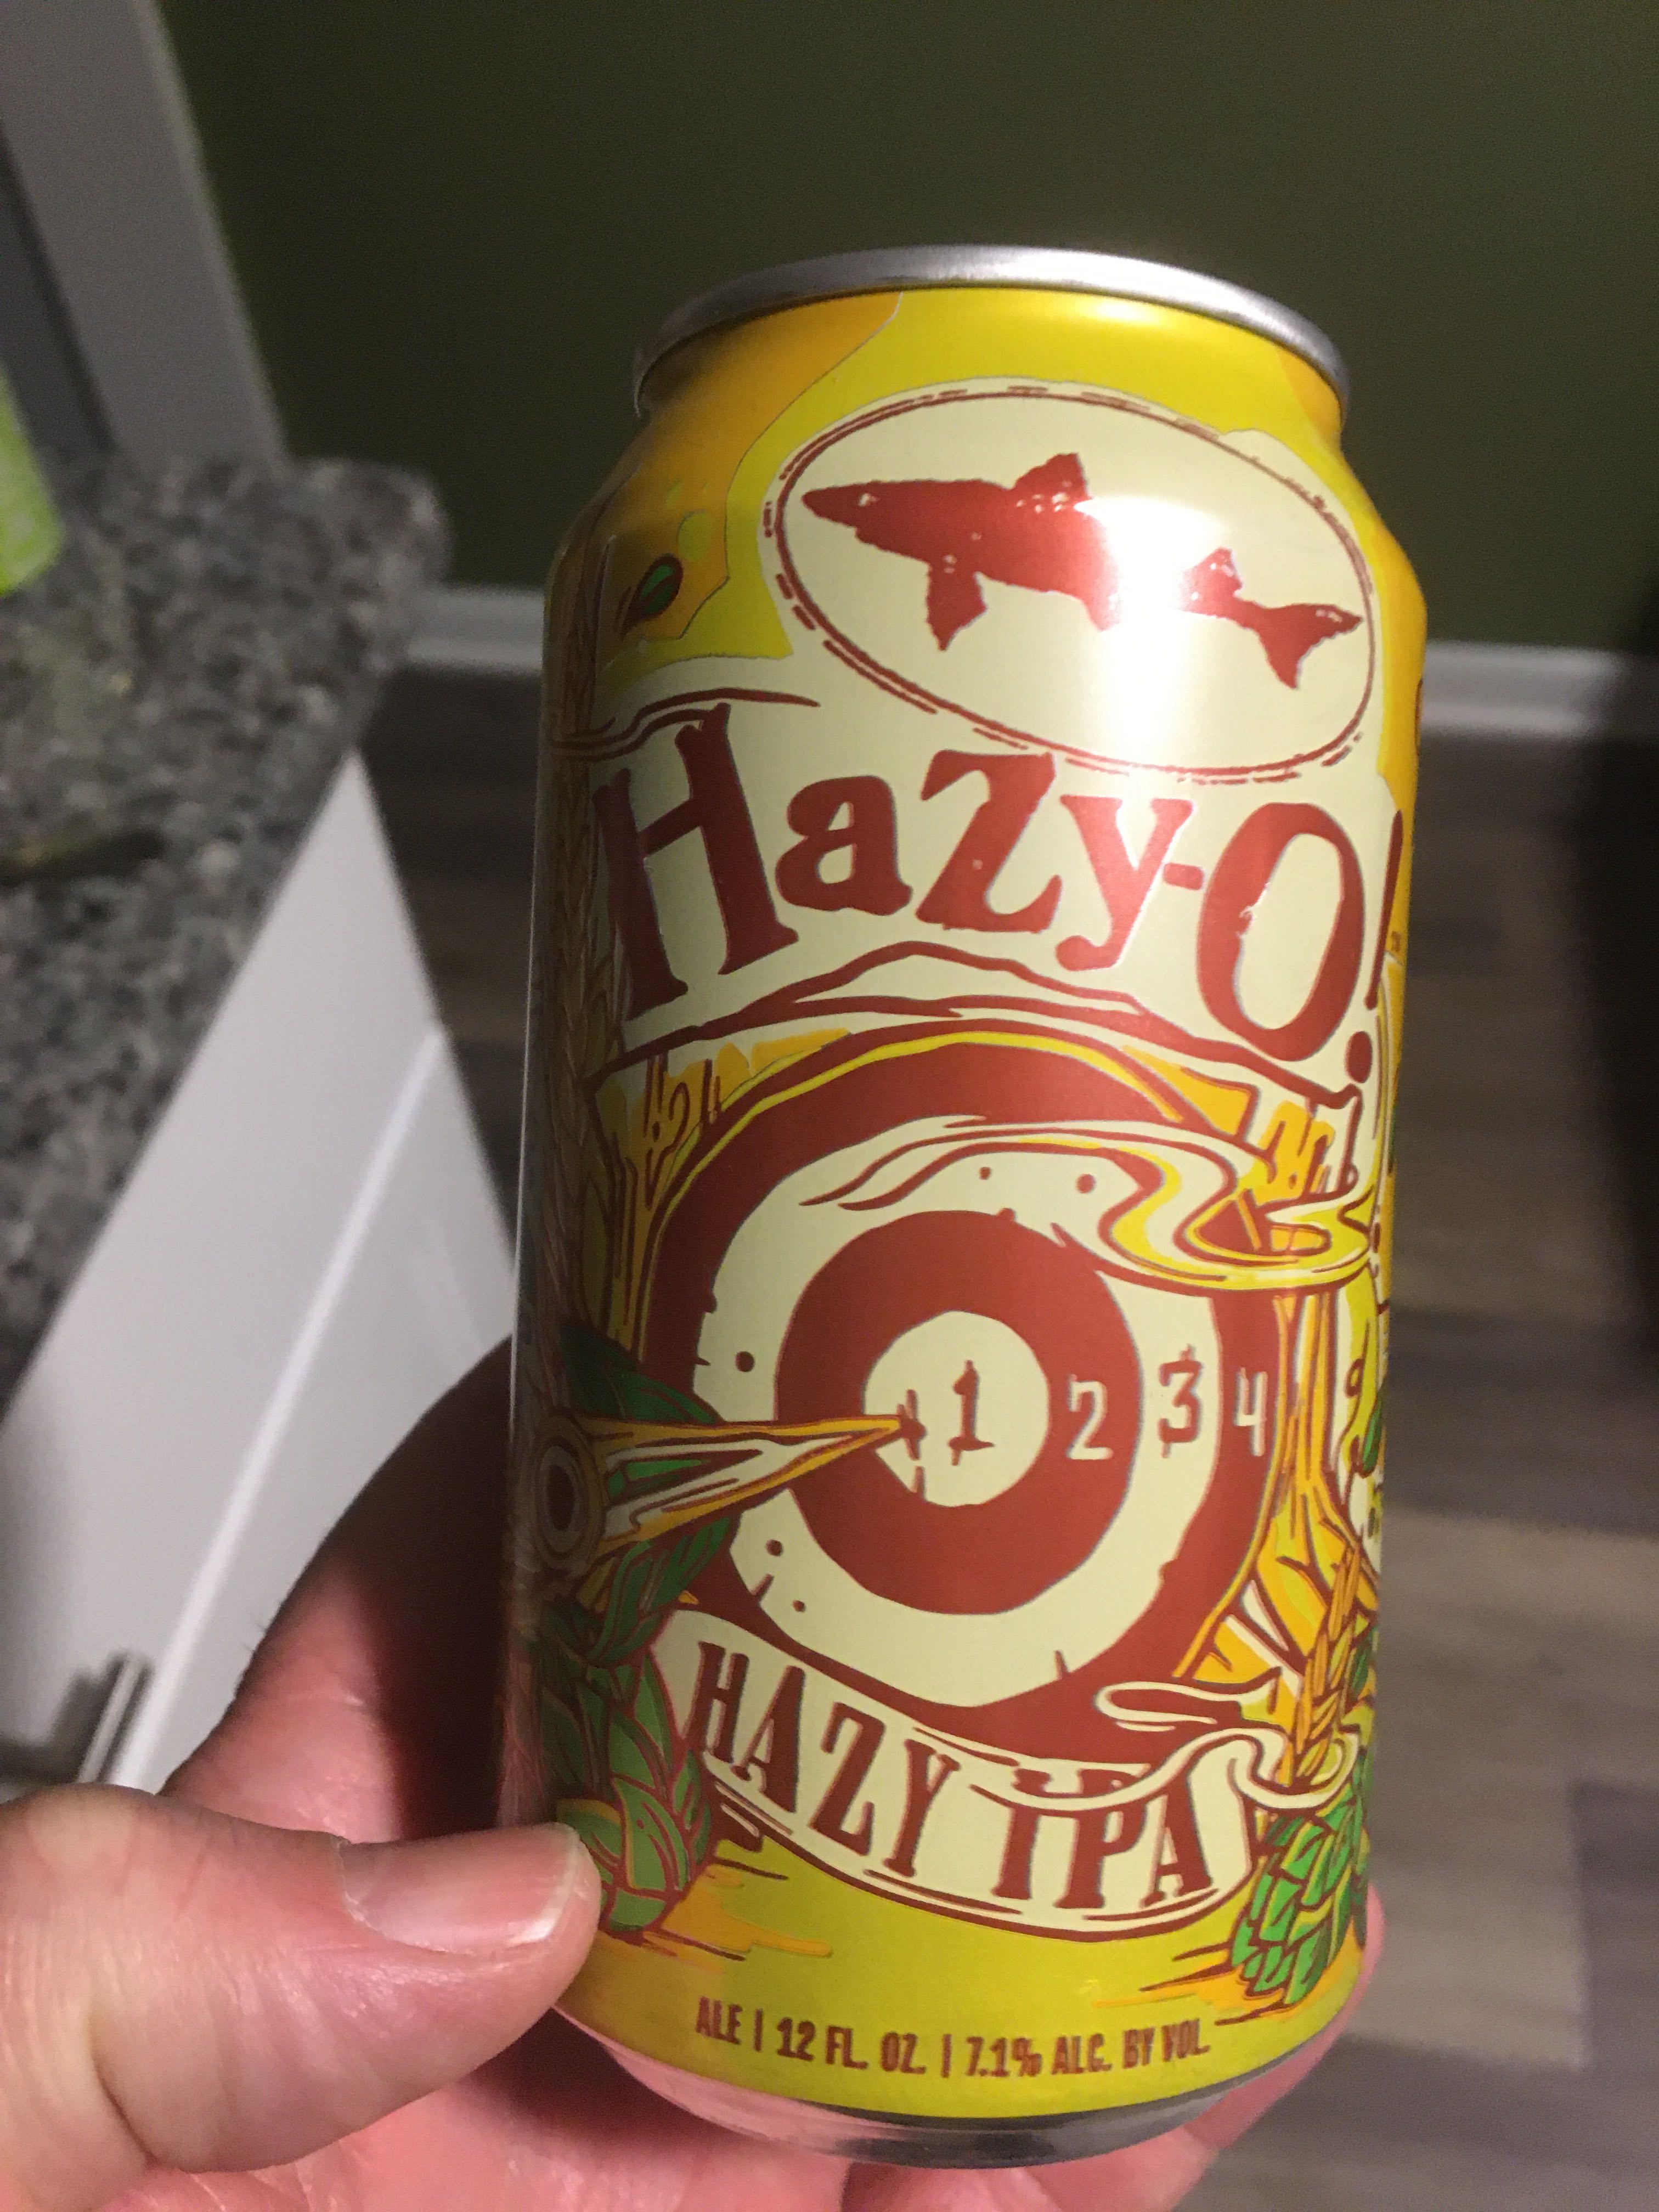 Hazy-O!
1 2 3 4
HAZY IPA
ALE | 12 FL. OZ. | 7.1% ALC. BY VOL.